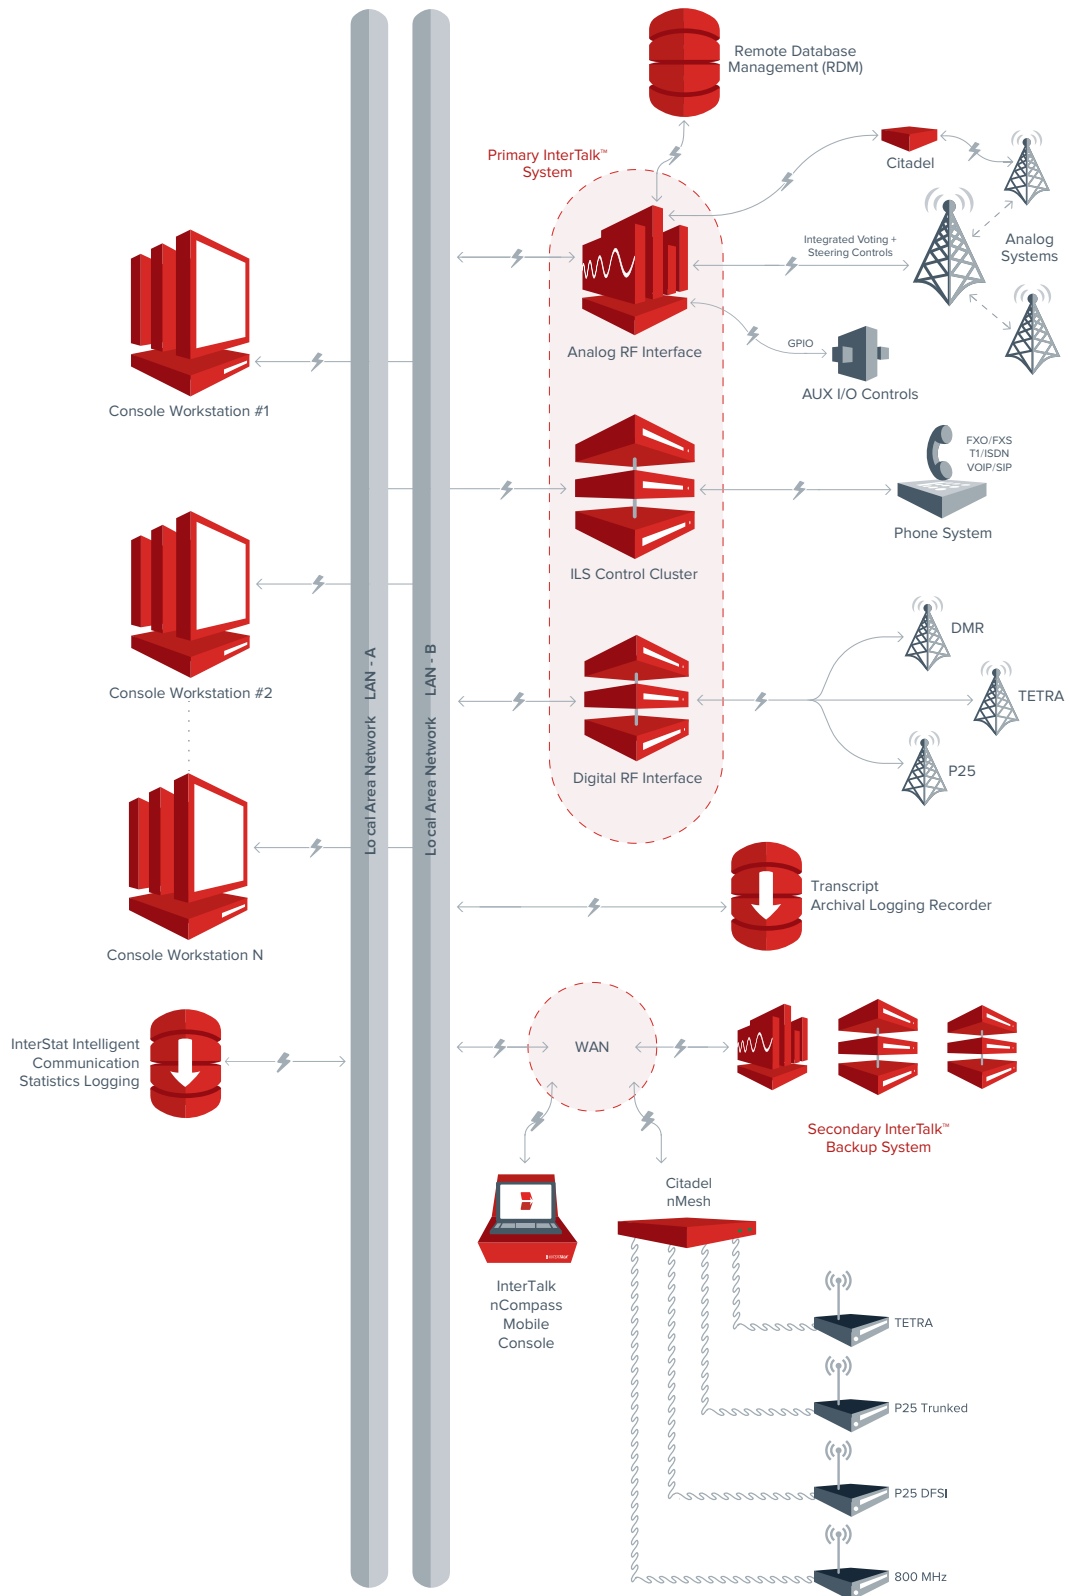 Remote Database
Management (RDM)
Primary InterTalk™
System
Citadel
Integrated Voting +
Steering Controls
Analog
Systems
Analog RF Interface
GPIO
AUX I/O Controls
Console Workstation #1
FXO/FXS
T1/ISDN
VOIP/SIP
Phone System
ILS Control Cluster
Console Workstation #2
Local Area Network LAN - A
Local Area Network LAN - B
DMR
TETRA
P25
Digital RF Interface
Console Workstation N
Transcript
Archival Logging Recorder
InterStat Intelligent
Communication
Statistics Logging
WAN
Secondary InterTalk™
Backup System
Citadel
nMesh
InterTalk
nCompass
Mobile
Console
TETRA
P25 Trunked
P25 DFSI
800 MHz